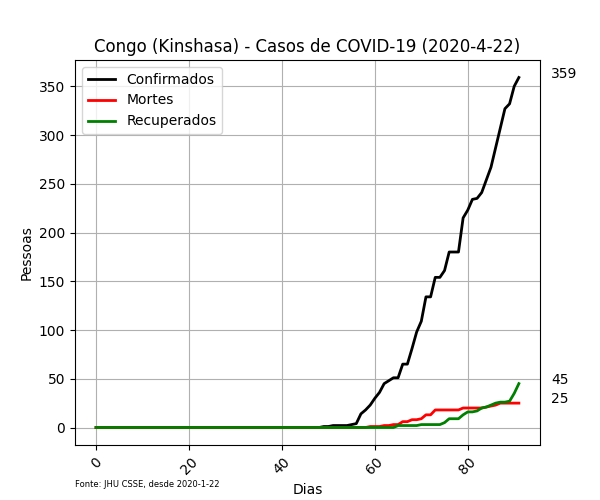 Congo (Kinshasa) - Casos de COVID-19 (2020-4-22)
Confirmados
Mortes
Recuperados
Pessoas
350
300
250
200
150
100
50
0
359
45
25
0
20
40
60
80
Dias
Fonte: JHU CSSE, desde 2020-1-22